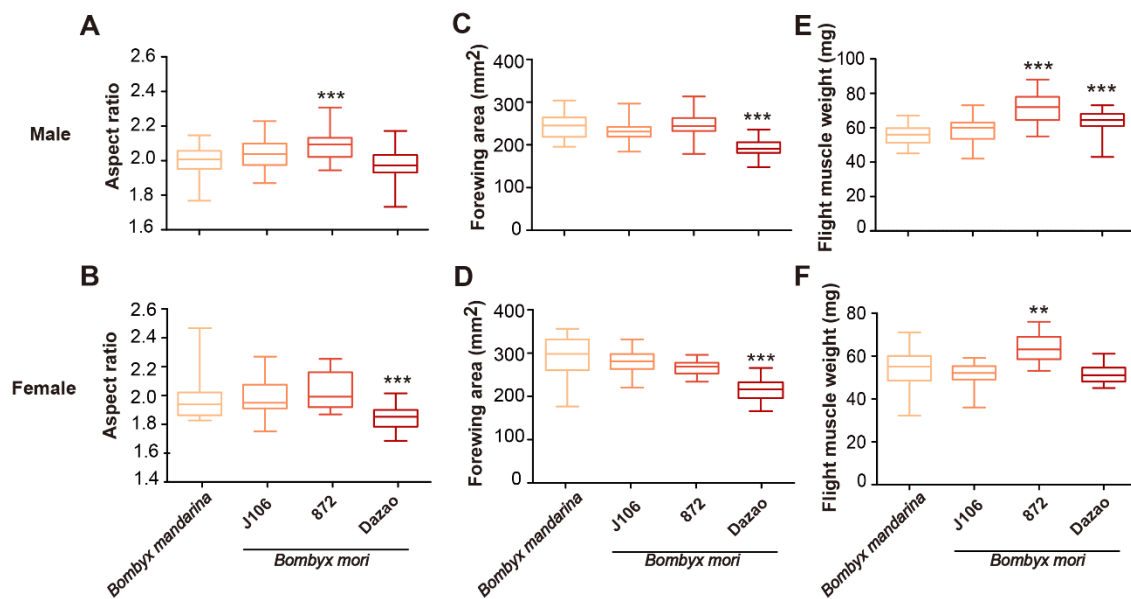 A
Aspect ratio
2.6
2.4
2.2
2.0
1.8
1.6
***
C
Forewing area (mm2)
400
300
200
100
0
***
E
Flight muscle weight (mg)
100
80
60
40
20
0
***
***
Male
B
Aspect ratio
2.6
2.4
2.2
2.0
1.8
1.6
1.4
***
D
Forewing area (mm2)
400
300
200
100
0
***
F
Flight muscle weight (mg)
80
60
40
20
0
**
Female
Bombyx mandarina
J106
872
Dazao
Bombyx mori
Bombyx mandarina
J106
872
Dazao
Bombyx mori
Bombyx mandarina
J106
872
Dazao
Bombyx mori